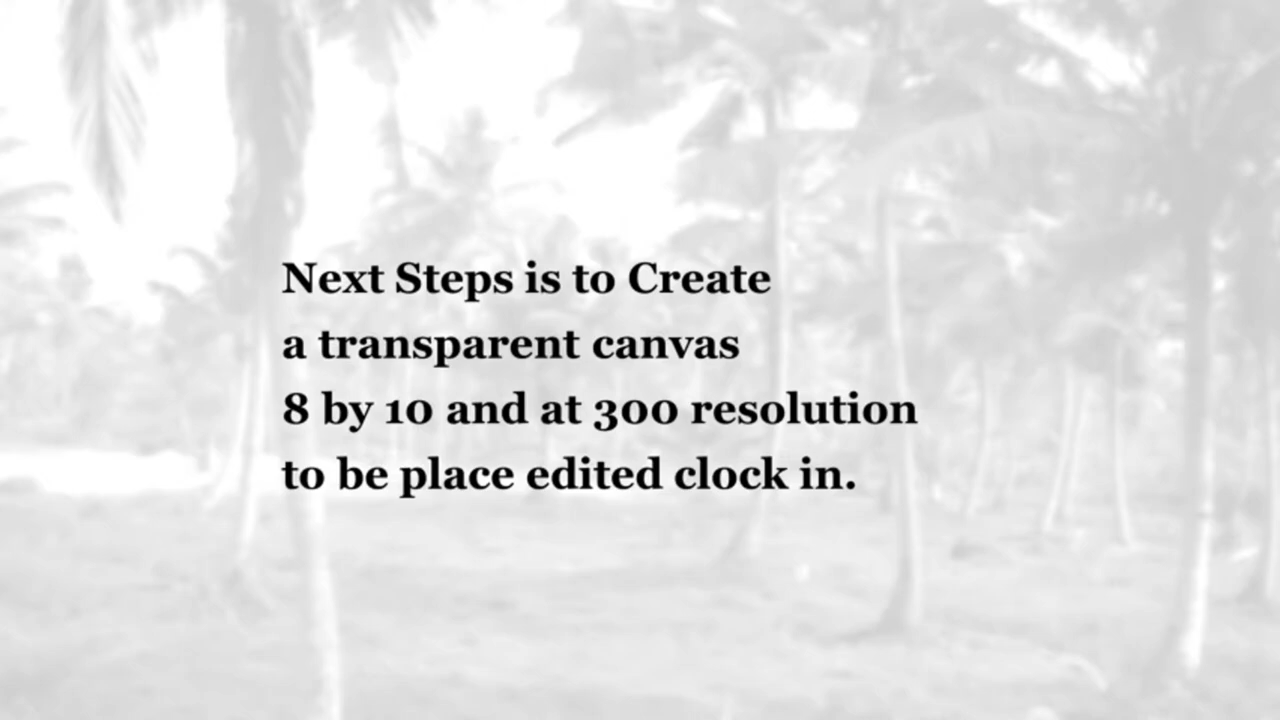 Next Steps is to Create
a transparent canvas
8 by 10 and at 300 resolution
to be place edited clock in.